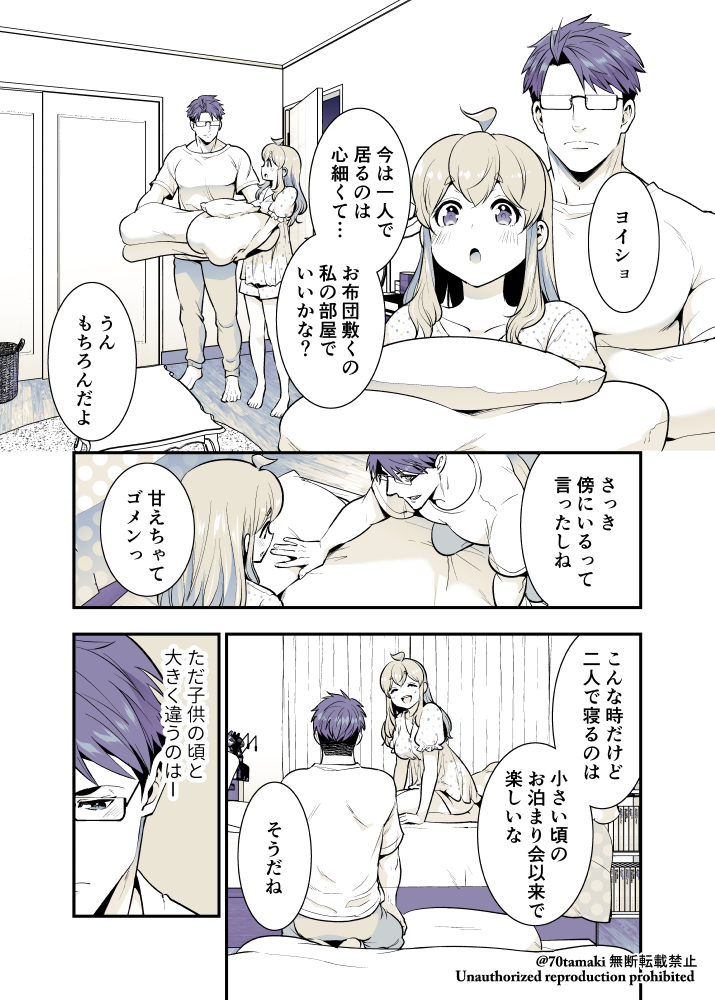 ヨイショ
今は一人で
居るのは
心細くて…
お布団敷くの
私の部屋で
いいかな？
うん
もちろんだよ
さっき
傍にいるって
言ったしね
甘えちゃて
ゴメンっ
こんな時だけど
二人で寝るのは
小さい頃の
お泊まり会以来で
楽しいな
そうだね
ただ子供の頃と
大きく違うのはー
@70tamaki 無断転載禁止
Unauthorized reproduction prohibited